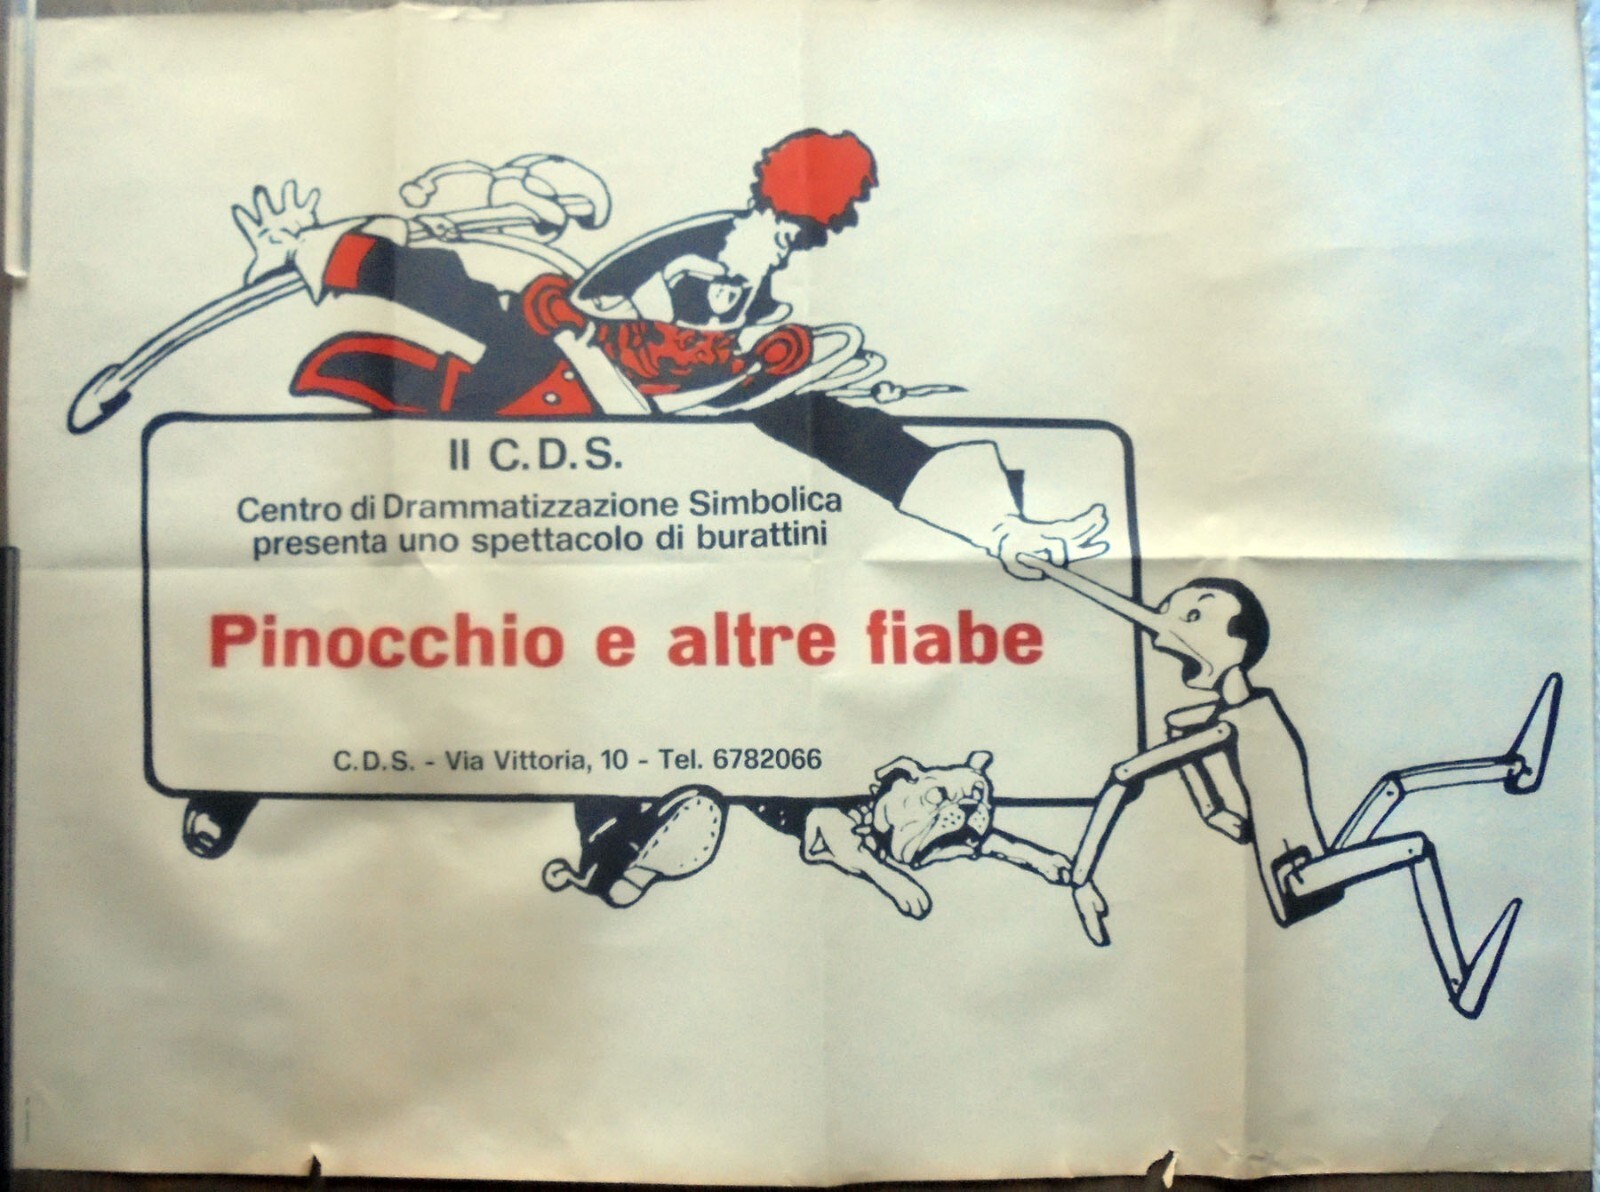 Il C.D.S.
Centro di Drammatizzazione Simbolica
presenta uno spettacolo di burattini
Pinocchio e altre fiabe
C.D.S. - Via Vittoria, 10 - Tel. 6782066